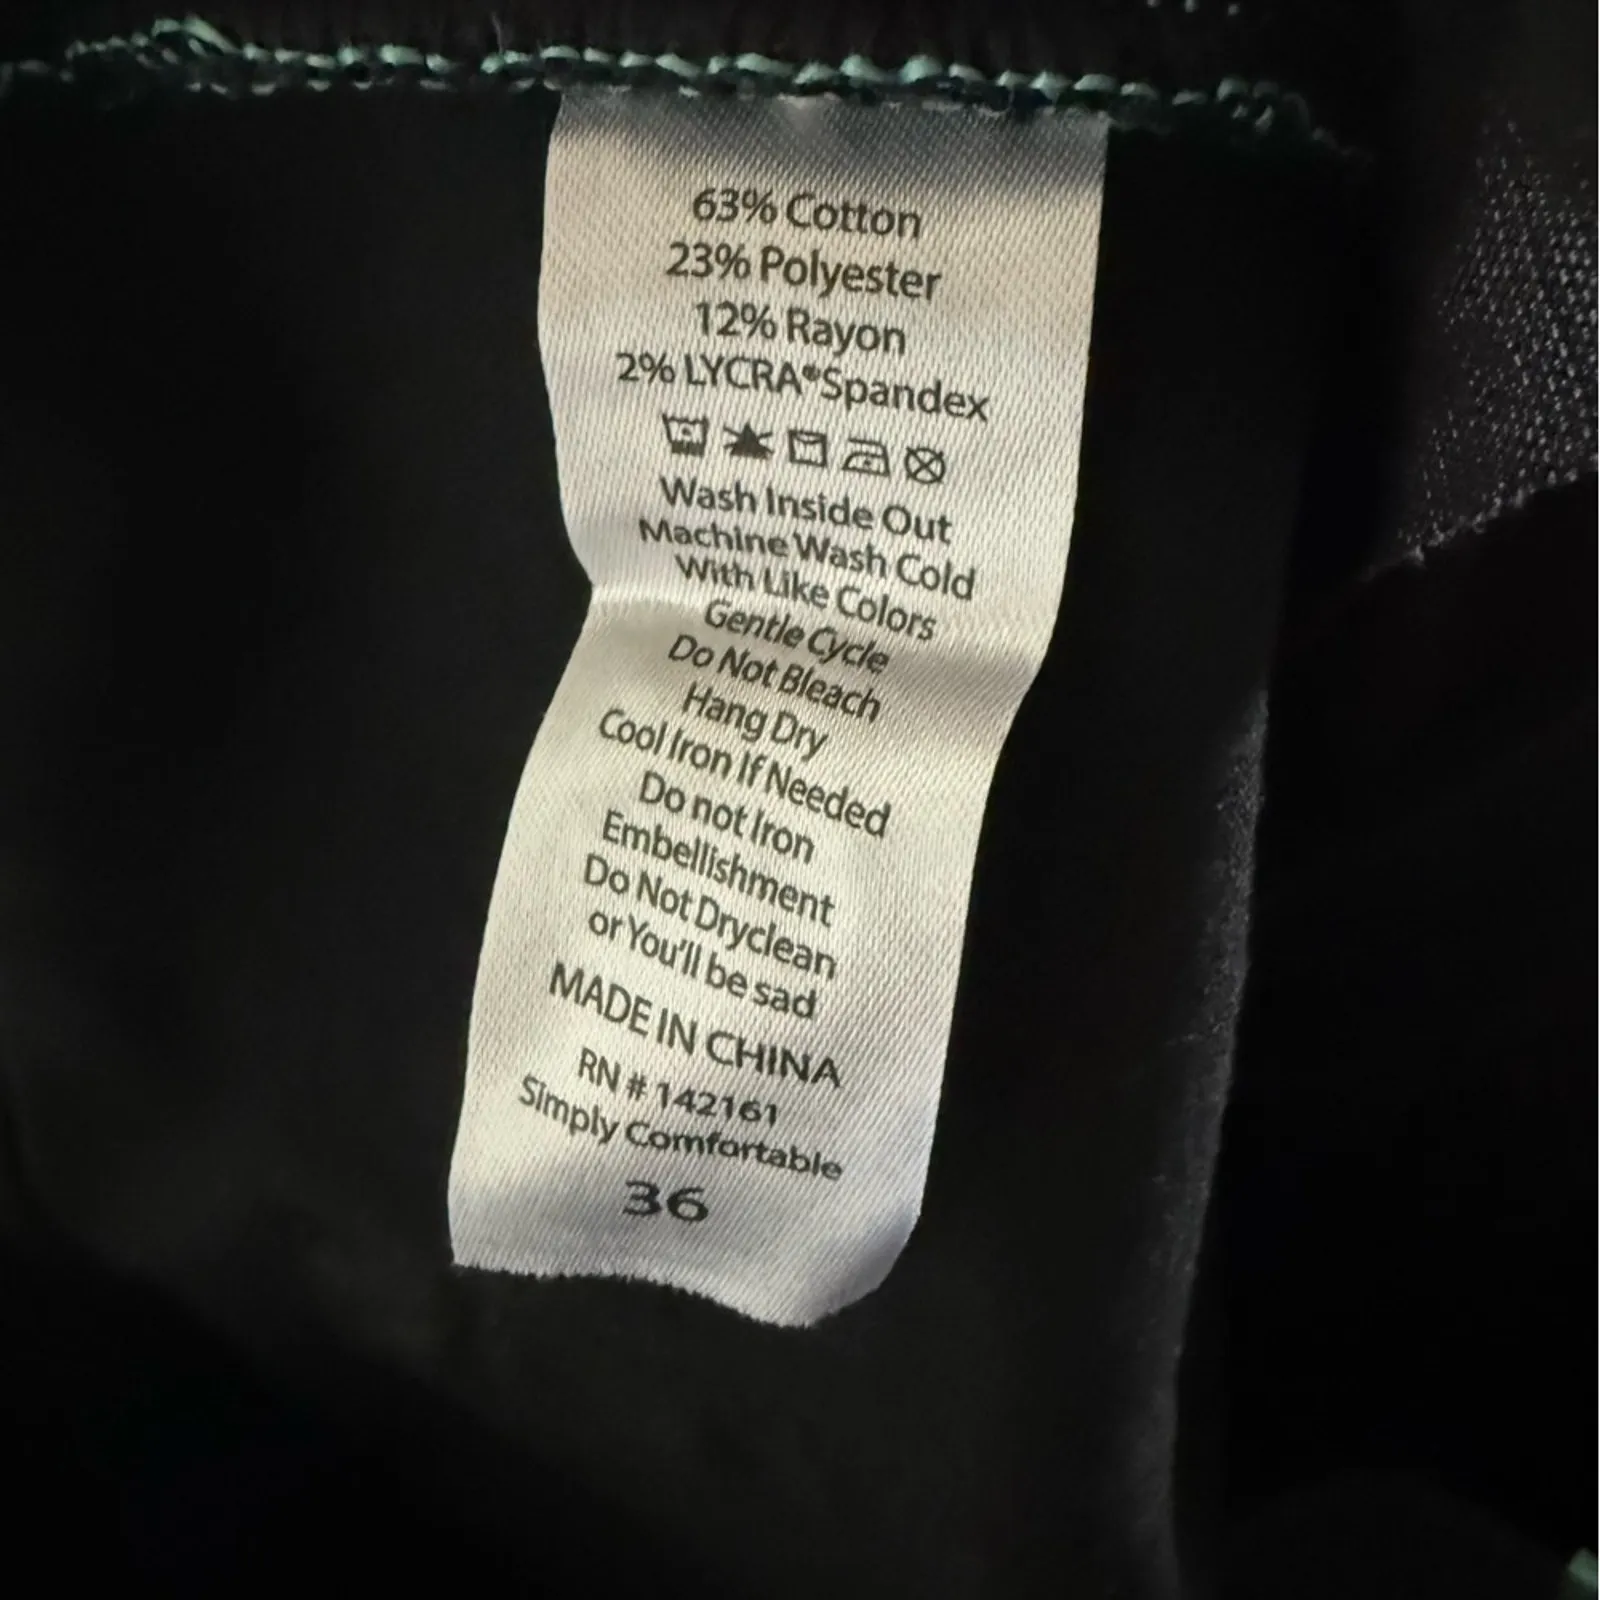 63% Cotton
23% Polyester
12% Rayon
2% LYCRA® Spandex
Wash Inside Out
Machine Wash Cold
With Like Colors
Gentle Cycle
Do Not Bleach
Hang Dry
Cool Iron If Needed
Do not Iron
Embellishment
Do Not Dryclean
or You'll be sad
MADE IN CHINA
RN # 142161
Simply Comfortable
36